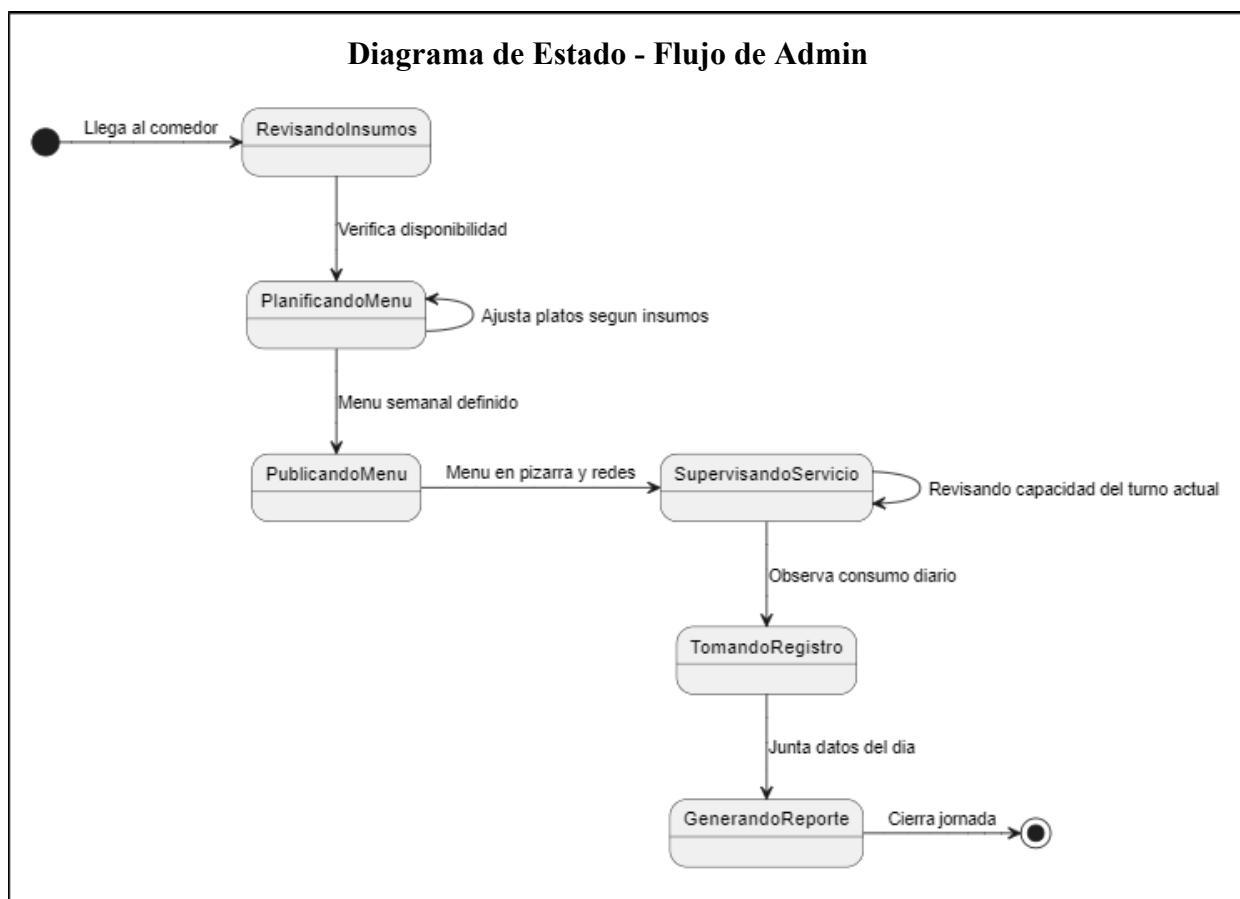 Diagrama de Estado - Flujo de Admin
Llega al comedor
RevisandoInsumos
Verifica disponibilidad
PlanificandoMenu
Ajusta platos segun insumos
Menu semanal definido
PublicandoMenu
Menu en pizarra y redes
SupervisandoServicio
Revisando capacidad del turno actual
Observa consumo diario
TomandoRegistro
Junta datos del dia
GenerandoReporte
Cierra jornada